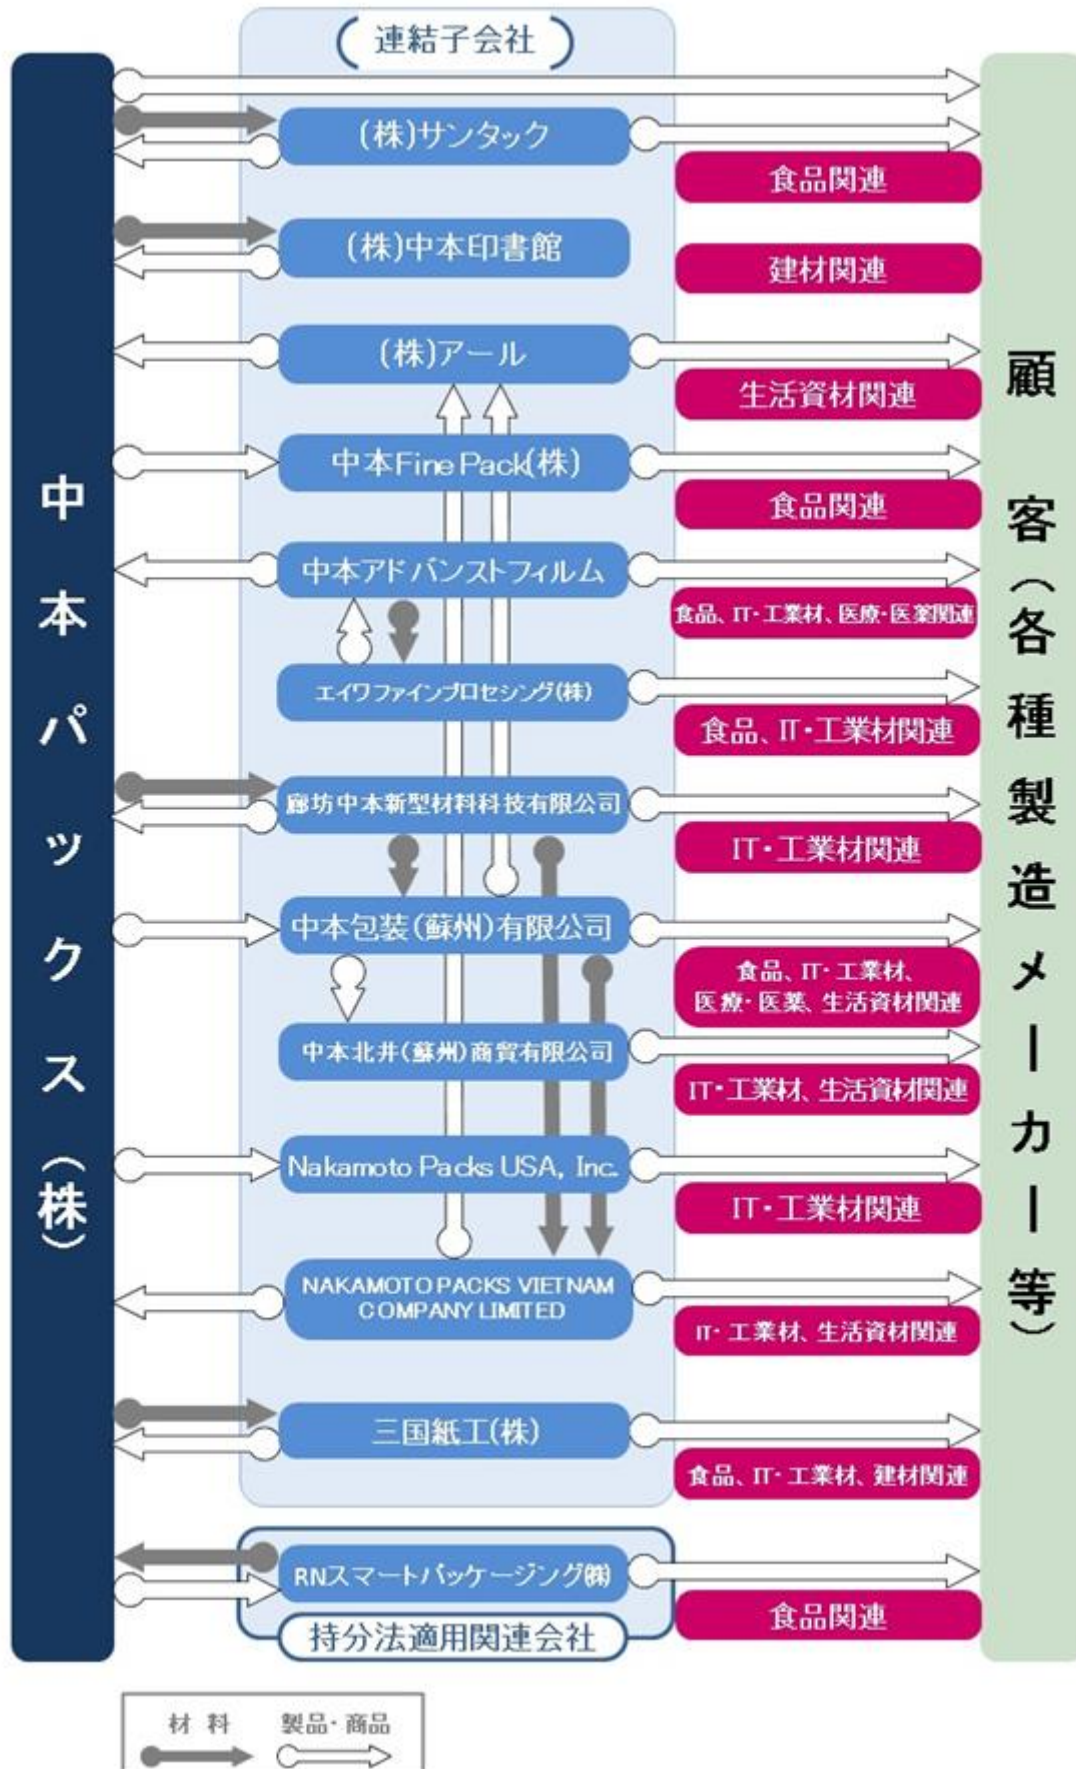 連結子会社
中本パックス(株)
(株)サンタック
食品関連
(株)中本印書館
建材関連
(株)アール
生活資材関連
中本Fine Pack(株)
食品関連
中本アドバンストフィルム
食品、IT・工業材、医療・医薬関連
エイワファインプロセシング(株)
食品、IT・工業材関連
廊坊中本新型材料科技有限公司
IT・工業材関連
中本包装(蘇州)有限公司
食品、IT・工業材、
医療・医薬、生活資材関連
中本北井(蘇州)商貿有限公司
IT・工業材、生活資材関連
Nakamoto Packs USA, Inc.
IT・工業材関連
NAKAMOTO PACKS VIETNAM
COMPANY LIMITED
IT・工業材、生活資材関連
三国紙工(株)
食品、IT・工業材、建材関連
RNスマートパッケージング㈱
食品関連
持分法適用関連会社
顧 客(各種製造メーカー等)
材 料 製品・商品